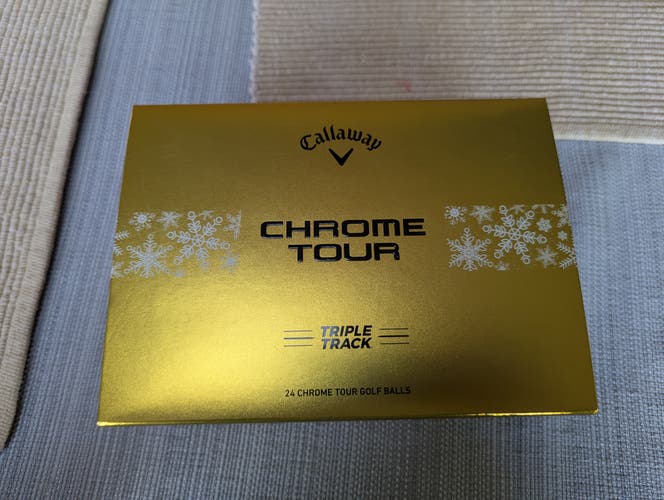 Callaway
CHROME
TOUR
TRIPLE
TRACK
24 CHROME TOUR GOLF BALLS